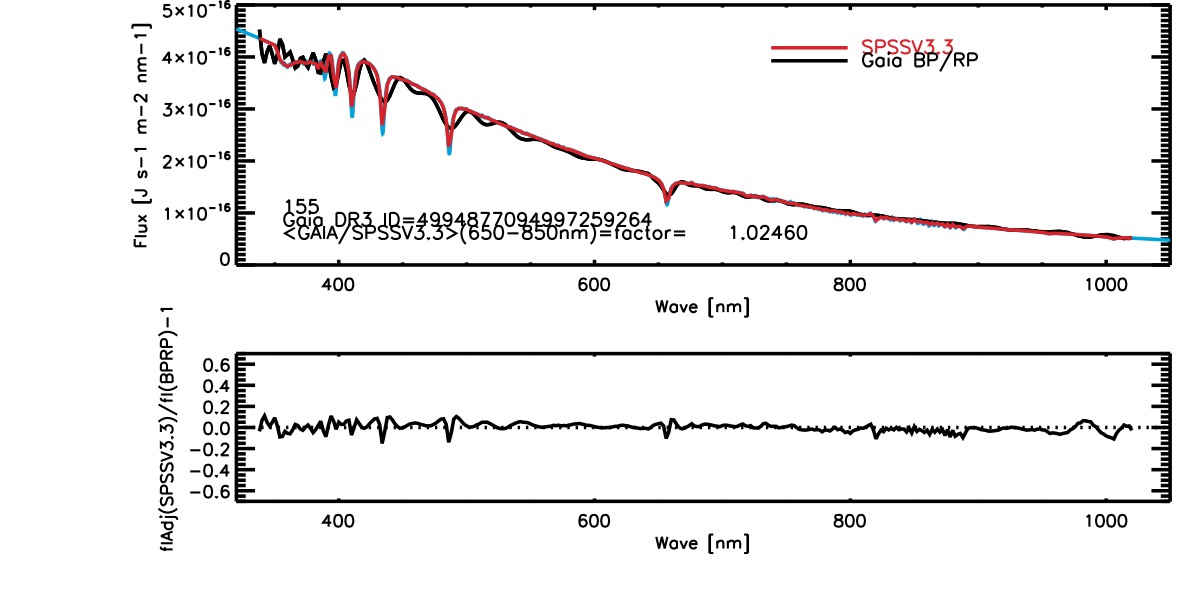 5×10⁻¹⁶
4×10⁻¹⁶
3×10⁻¹⁶
2×10⁻¹⁶
1×10⁻¹⁶
0
Flux [J s−1 m−2 nm−1]
SPSSV3.3
Gaia BP/RP
155
Gaia DR3 ID=4994877094997259264
<GAIA/SPSSV3.3>(650−850nm)=factor= 1.02460
400 600 800 1000
Wave [nm]
flAdj(SPSSV3.3)/fl(BPRP)−1
0.6
0.4
0.2
0.0
−0.2
−0.4
−0.6
400 600 800 1000
Wave [nm]